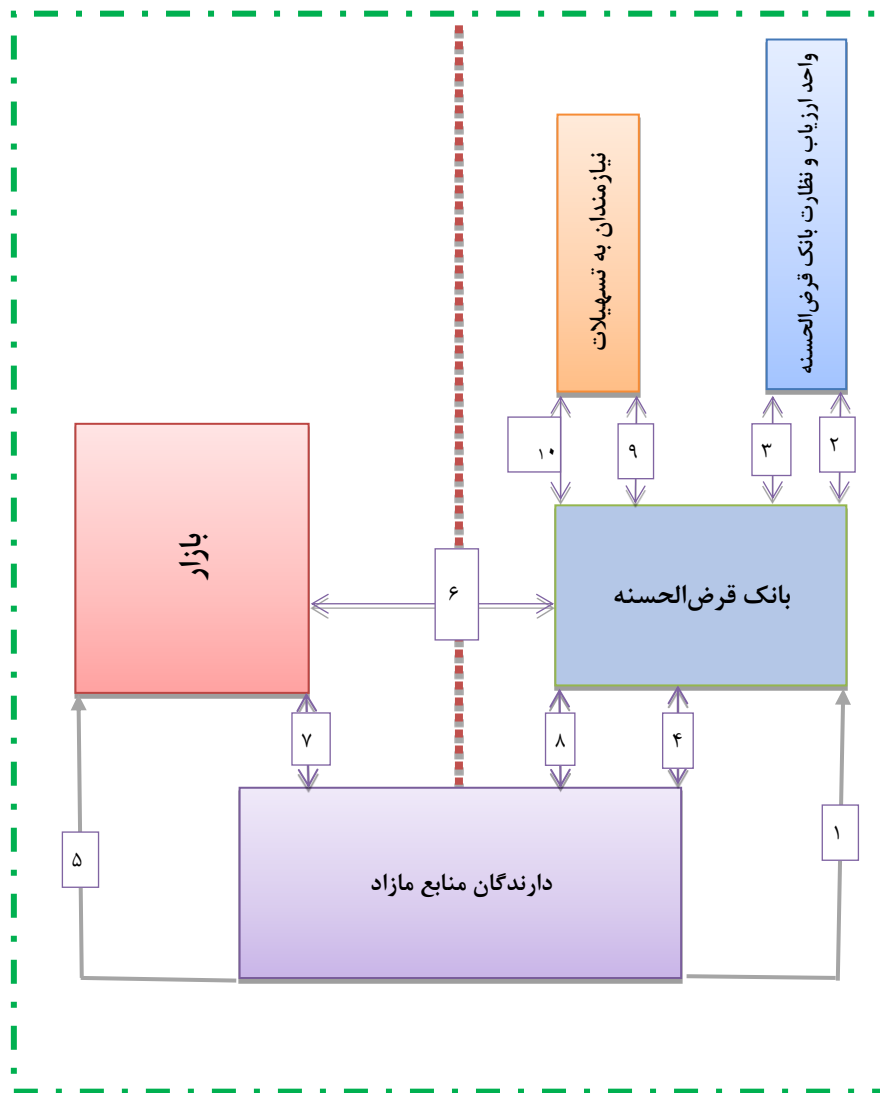 واحد ارزیاب و نظارت بانک قرض‌الحسنه
نیازمندان به تسهیلات
۱۰
۹
۳
۲
بازار
۶
بانک قرض‌الحسنه
۷
۸
۴
۵
دارندگان منابع مازاد
۱